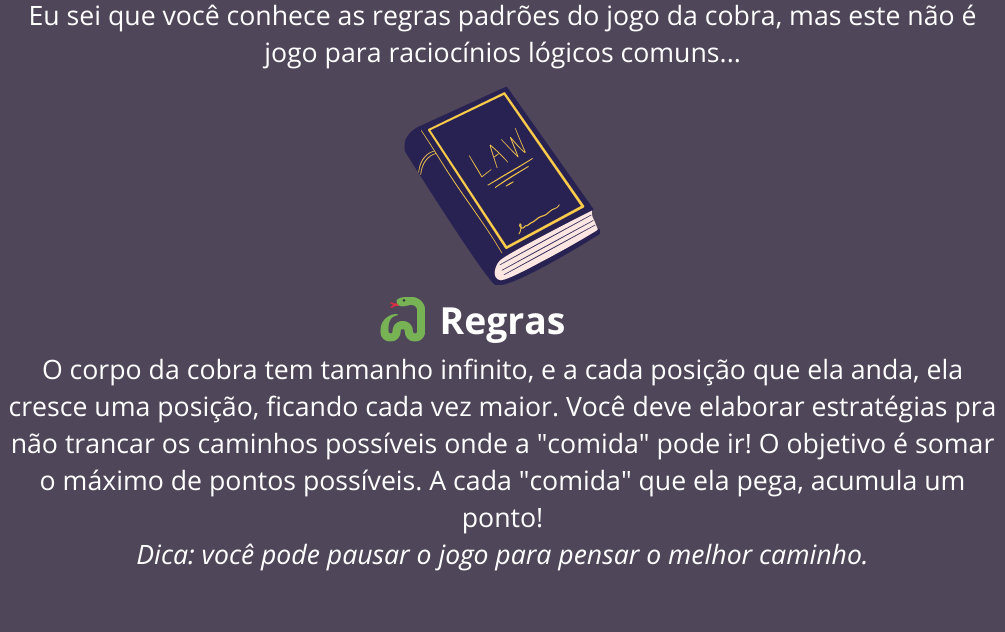 Eu sei que você conhece as regras padrões do jogo da cobra, mas este não é
jogo para raciocínios lógicos comuns...
LAW
Regras
O corpo da cobra tem tamanho infinito, e a cada posição que ela anda, ela
cresce uma posição, ficando cada vez maior. Você deve elaborar estratégias pra
não trancar os caminhos possíveis onde a "comida" pode ir! O objetivo é somar
o máximo de pontos possíveis. A cada "comida" que ela pega, acumula um
ponto!
Dica: você pode pausar o jogo para pensar o melhor caminho.